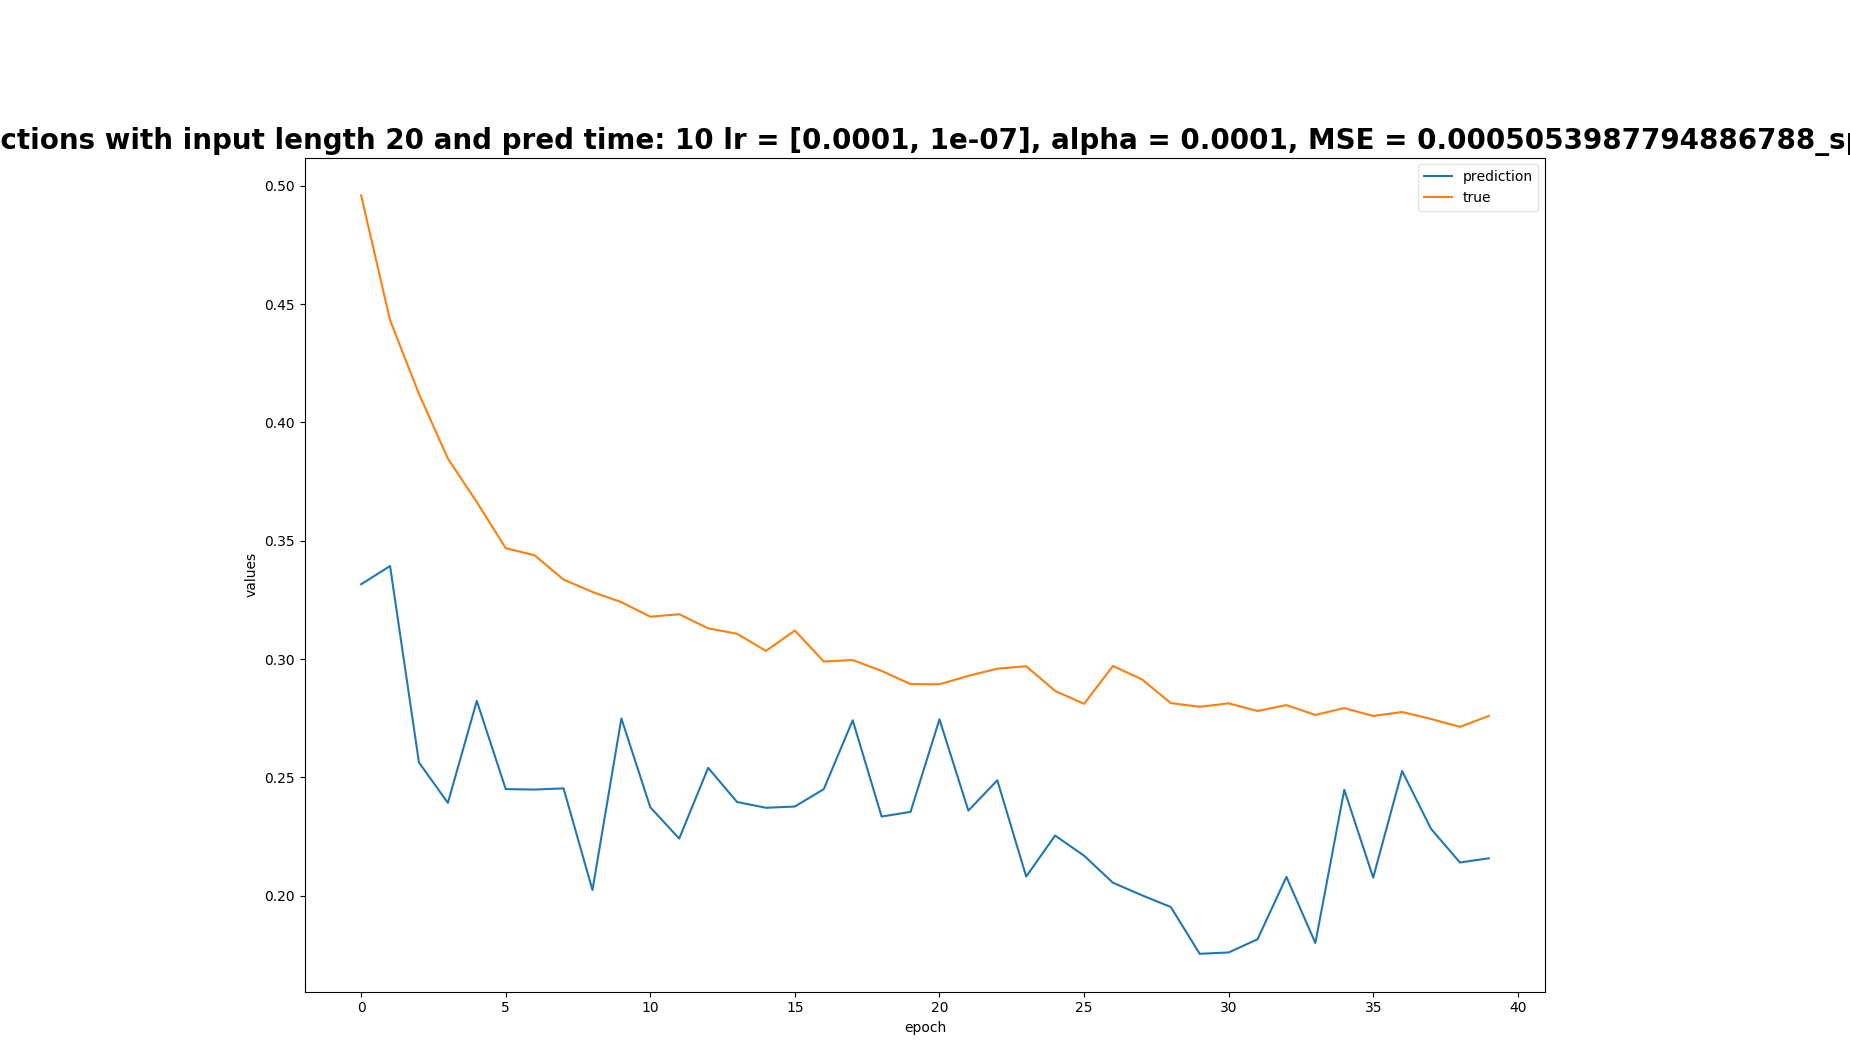 ctions with input length 20 and pred time: 10 lr = [0.0001, 1e-07], alpha = 0.0001, MSE = 0.0005053987794886788_sp
prediction
true
0.50
0.45
0.40
0.35
0.30
0.25
0.20
values
0 5 10 15 20 25 30 35 40
epoch